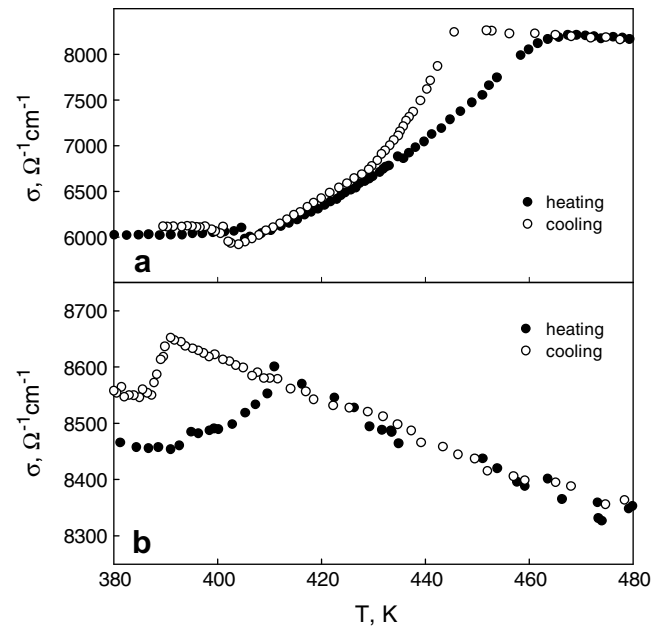 σ, Ω⁻¹cm⁻¹
8000
7500
7000
6500
6000
heating
cooling
a
σ, Ω⁻¹cm⁻¹
8700
8600
8500
8400
8300
heating
cooling
b
380 400 420 440 460 480
T, K